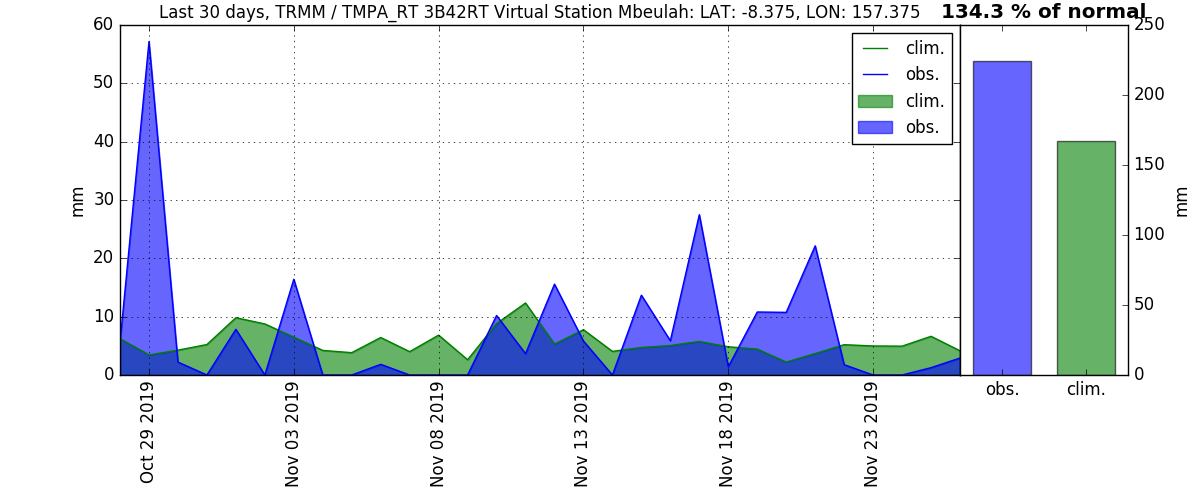 Last 30 days, TRMM / TMPA_RT 3B42RT Virtual Station Mbeulah: LAT: -8.375, LON: 157.375
134.3 % of normal
60
50
40
30
20
10
0
mm
clim.
obs.
clim.
obs.
Oct 29 2019
Nov 03 2019
Nov 08 2019
Nov 13 2019
Nov 18 2019
Nov 23 2019
250
200
150
100
50
0
mm
obs.
clim.